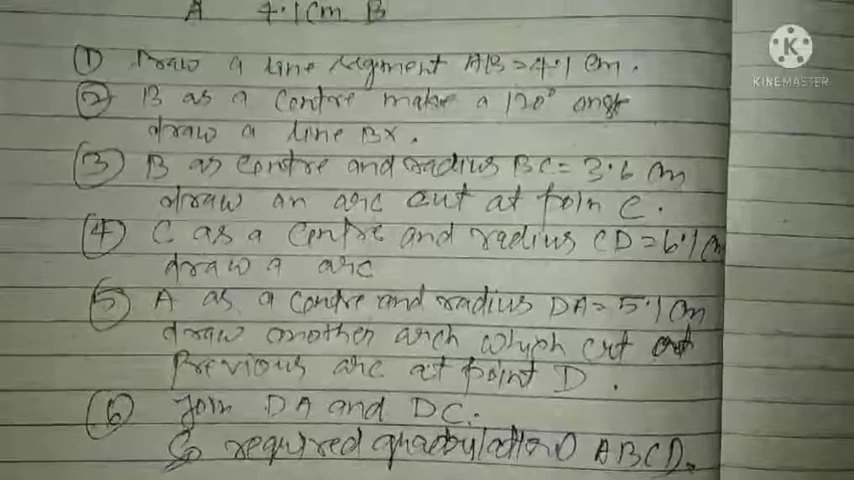 A 4.1cm B
① Draw a line segment AB=4.1 cm.
② B as a centre make a 120° angle
draw a line BX.
③ B as centre and radius BC=3.6 cm
draw an arc cut at poin C.
④ C as a centre and radius CD=6.1 cm
draw a arc
⑤ A as a centre and radius DA=5.1 cm
draw another arch which cut
Previous arc at point D.
⑥ Join DA and DC.
So required ABCD.
K
KINEMASTER